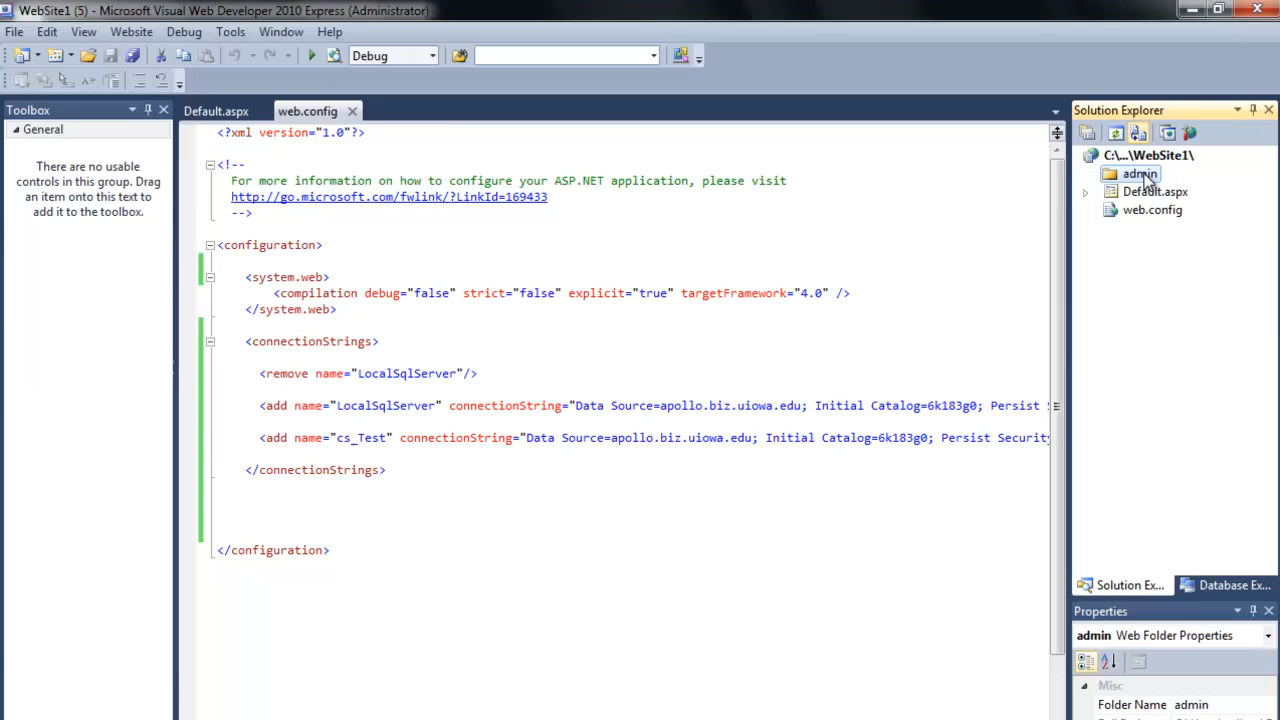 WebSite1 (5) - Microsoft Visual Web Developer 2010 Express (Administrator)
File Edit View Website Debug Tools Window Help
Debug
Toolbox
General
There are no usable
controls in this group. Drag
an item onto this text to
add it to the toolbox.
Default.aspx web.config
<?xml version="1.0"?>
<!--
For more information on how to configure your ASP.NET application, please visit
http://go.microsoft.com/fwlink/?LinkId=169433
-->
<configuration>
<system.web>
<compilation debug="false" strict="false" explicit="true" targetFramework="4.0" />
</system.web>
<connectionStrings>
<remove name="LocalSqlServer"/>
<add name="LocalSqlServer" connectionString="Data Source=apollo.biz.uiowa.edu; Initial Catalog=6k183g0; Persist
<add name="cs_Test" connectionString="Data Source=apollo.biz.uiowa.edu; Initial Catalog=6k183g0; Persist Security
</connectionStrings>
</configuration>
Solution Explorer
C:\...\WebSite1\
admin
Default.aspx
web.config
Solution Ex... Database Ex...
Properties
admin Web Folder Properties
Misc
Folder Name admin